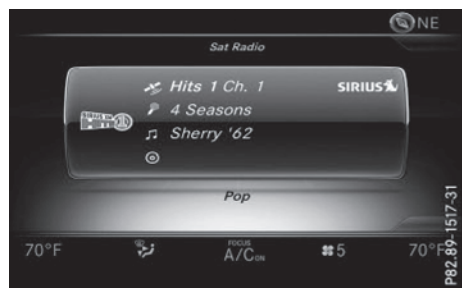 NE
Sat Radio
Hits 1 Ch. 1
SIRIUS
4 Seasons
Sherry '62
Pop
70°F
FOCUS
A/C ON
5
70°F
P82.89-1517-31